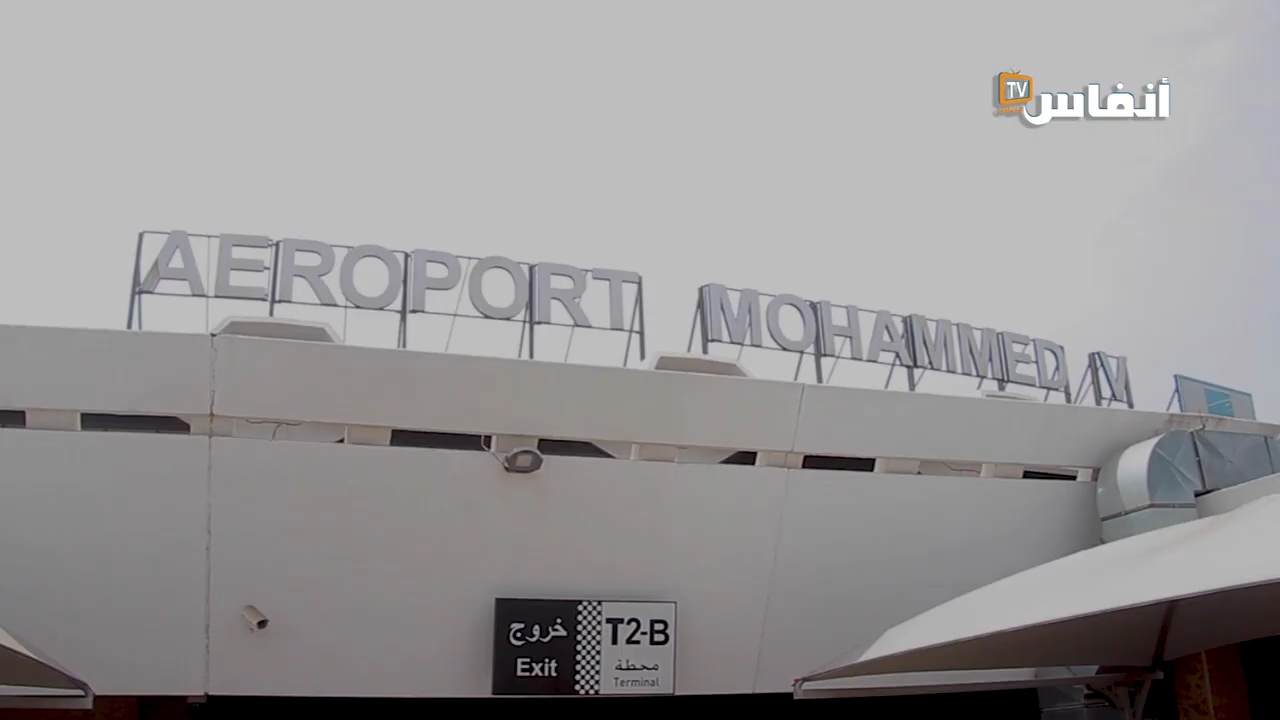 TV أنفاس
AEROPORT MOHAMMED V
خروج
Exit
T2-B
محطة
Terminal